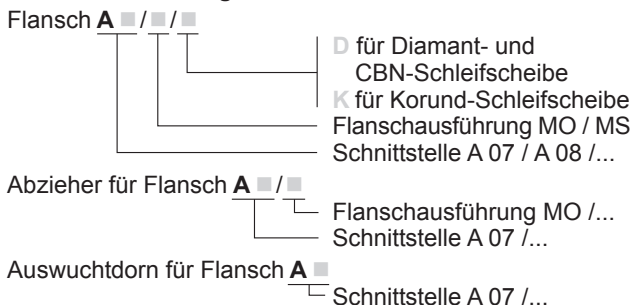 Flansch A ■ / ■ / ■
D für Diamant- und
CBN-Schleifscheibe
K für Korund-Schleifscheibe
Flanschausführung MO / MS
Schnittstelle A 07 / A 08 /...
Abzieher für Flansch A ■ / ■
Flanschausführung MO /...
Schnittstelle A 07 /...
Auswuchtdorn für Flansch A ■
Schnittstelle A 07 /...